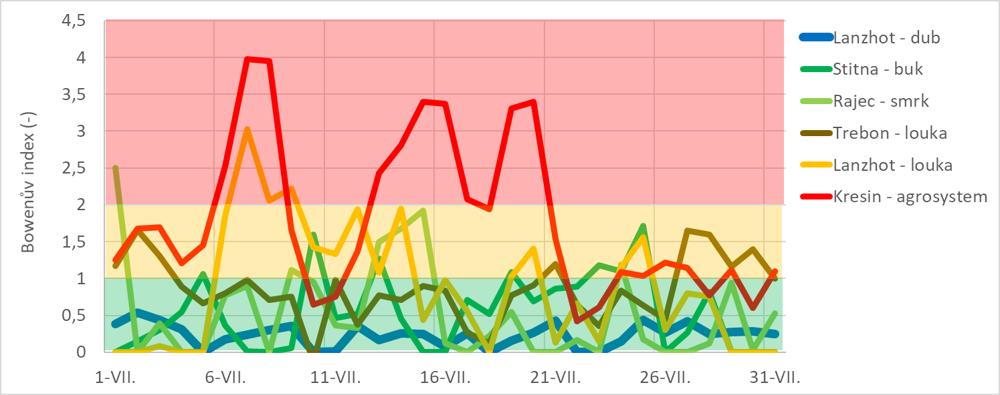 Bowenův index (-)
4,5
4
3,5
3
2,5
2
1,5
1
0,5
0
1-VII.
6-VII.
11-VII.
16-VII.
21-VII.
26-VII.
31-VII.
Lanzhot - dub
Stitna - buk
Rajec - smrk
Trebon - louka
Lanzhot - louka
Kresin - agrosystem